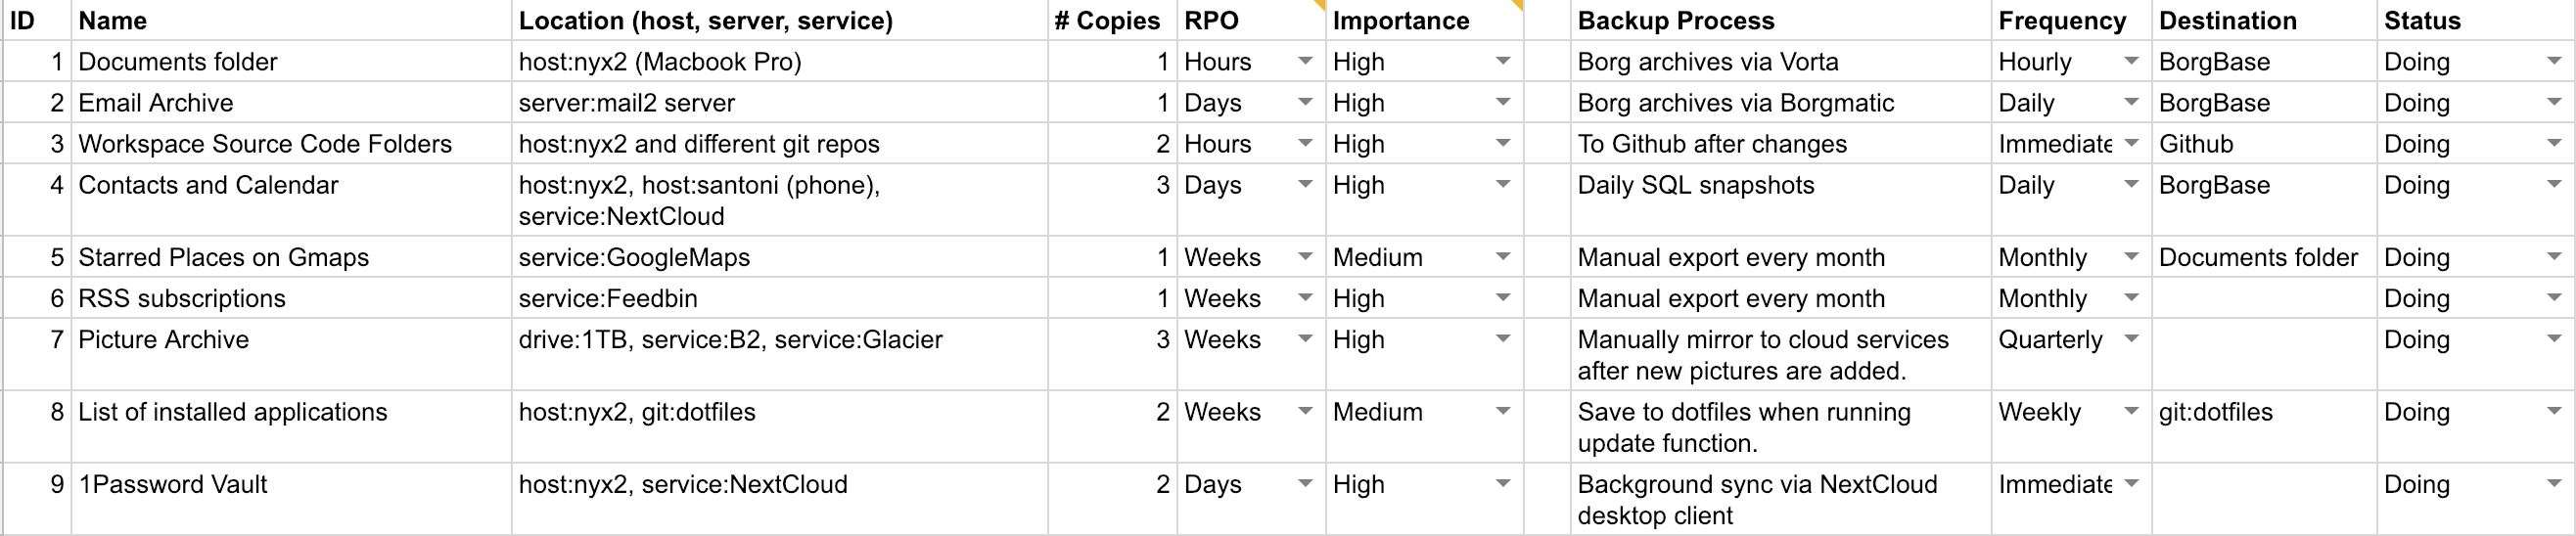 ID Name Location (host, server, service) # Copies RPO Importance Backup Process Frequency Destination Status
1 Documents folder host:nyx2 (Macbook Pro) 1 Hours High Borg archives via Vorta Hourly BorgBase Doing
2 Email Archive server:mail2 server 1 Days High Borg archives via Borgmatic Daily BorgBase Doing
3 Workspace Source Code Folders host:nyx2 and different git repos 2 Hours High To Github after changes Immediate Github Doing
4 Contacts and Calendar host:nyx2, host:santoni (phone), 3 Days High Daily SQL snapshots Daily BorgBase Doing
service:NextCloud
5 Starred Places on Gmaps service:GoogleMaps 1 Weeks Medium Manual export every month Monthly Documents folder Doing
6 RSS subscriptions service:Feedbin 1 Weeks High Manual export every month Monthly Doing
7 Picture Archive drive:1TB, service:B2, service:Glacier 3 Weeks High Manually mirror to cloud services Quarterly Doing
after new pictures are added.
8 List of installed applications host:nyx2, git:dotfiles 2 Weeks Medium Save to dotfiles when running Weekly git:dotfiles Doing
update function.
9 1Password Vault host:nyx2, service:NextCloud 2 Days High Background sync via NextCloud Immediate Doing
desktop client